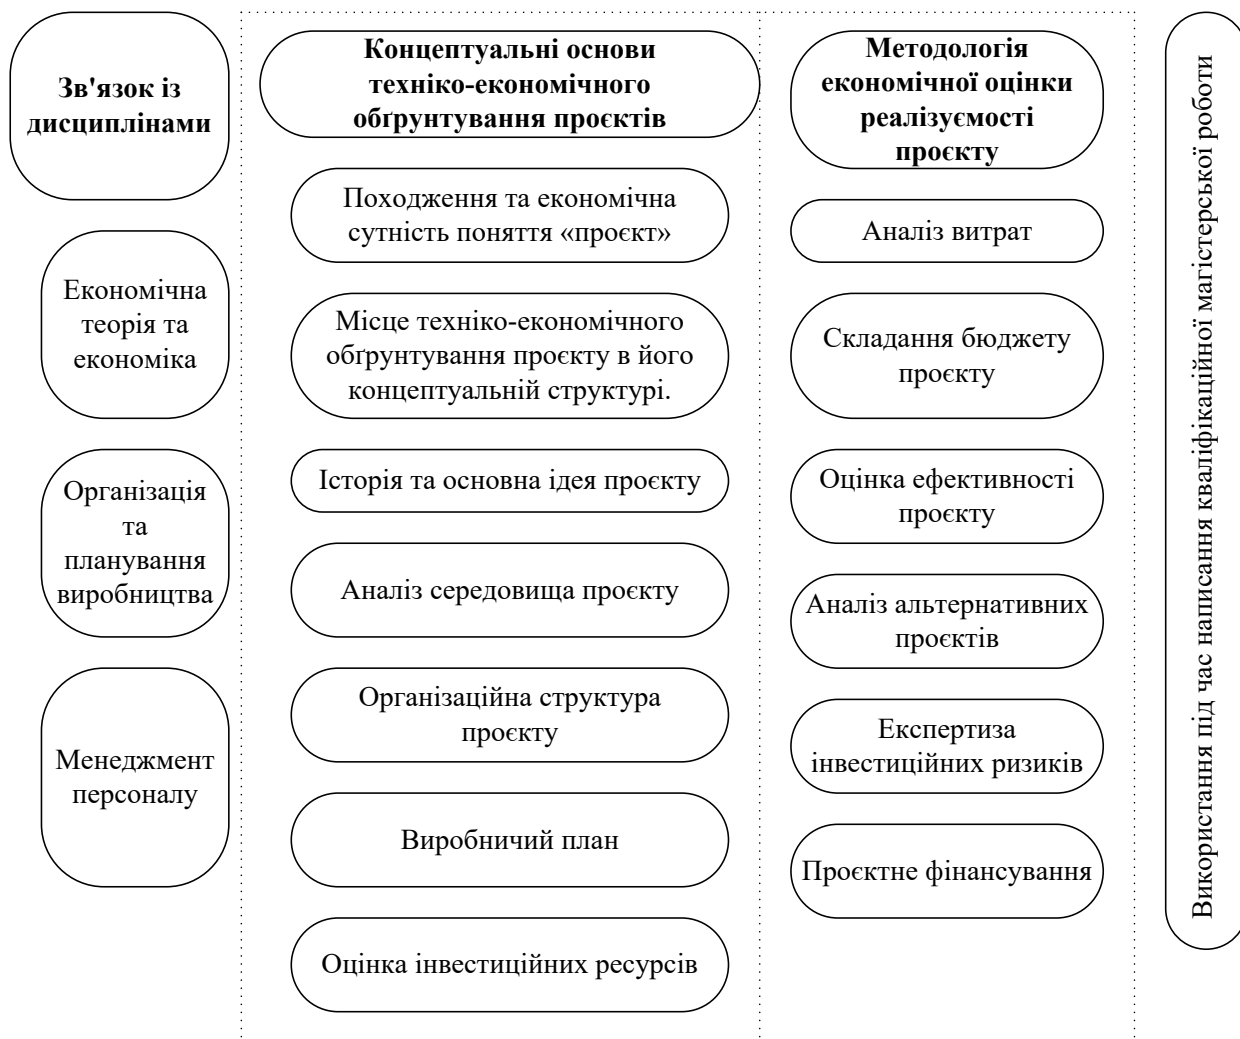 Зв'язок із
дисциплінами
Економічна
теорія та
економіка
Організація
та
планування
виробництва
Менеджмент
персоналу
Концептуальні основи
техніко-економічного
обґрунтування проєктів
Походження та економічна
сутність поняття «проєкт»
Місце техніко-економічного
обґрунтування проєкту в його
концептуальній структурі.
Історія та основна ідея проєкту
Аналіз середовища проєкту
Організаційна структура
проєкту
Виробничий план
Оцінка інвестиційних ресурсів
Методологія
економічної оцінки
реалізуємості
проєкту
Аналіз витрат
Складання бюджету
проєкту
Оцінка ефективності
проєкту
Аналіз альтернативних
проєктів
Експертиза
інвестиційних ризиків
Проєктне фінансування
Використання під час написання кваліфікаційної магістерської роботи